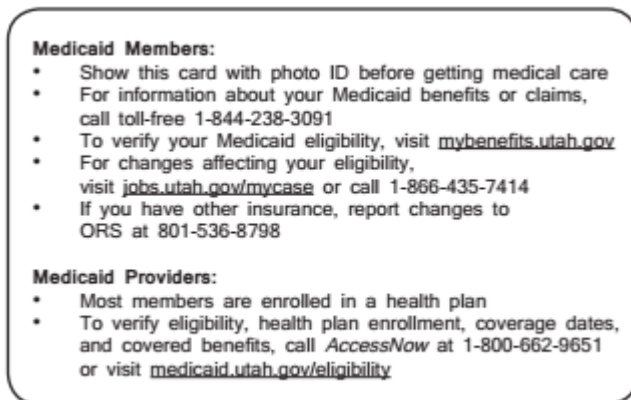 Medicaid Members:
• Show this card with photo ID before getting medical care
• For information about your Medicaid benefits or claims,
call toll-free 1-844-238-3091
• To verify your Medicaid eligibility, visit mybenefits.utah.gov
• For changes affecting your eligibility,
visit jobs.utah.gov/mycase or call 1-866-435-7414
• If you have other insurance, report changes to
ORS at 801-536-8798
Medicaid Providers:
• Most members are enrolled in a health plan
• To verify eligibility, health plan enrollment, coverage dates,
and covered benefits, call AccessNow at 1-800-662-9651
or visit medicaid.utah.gov/eligibility